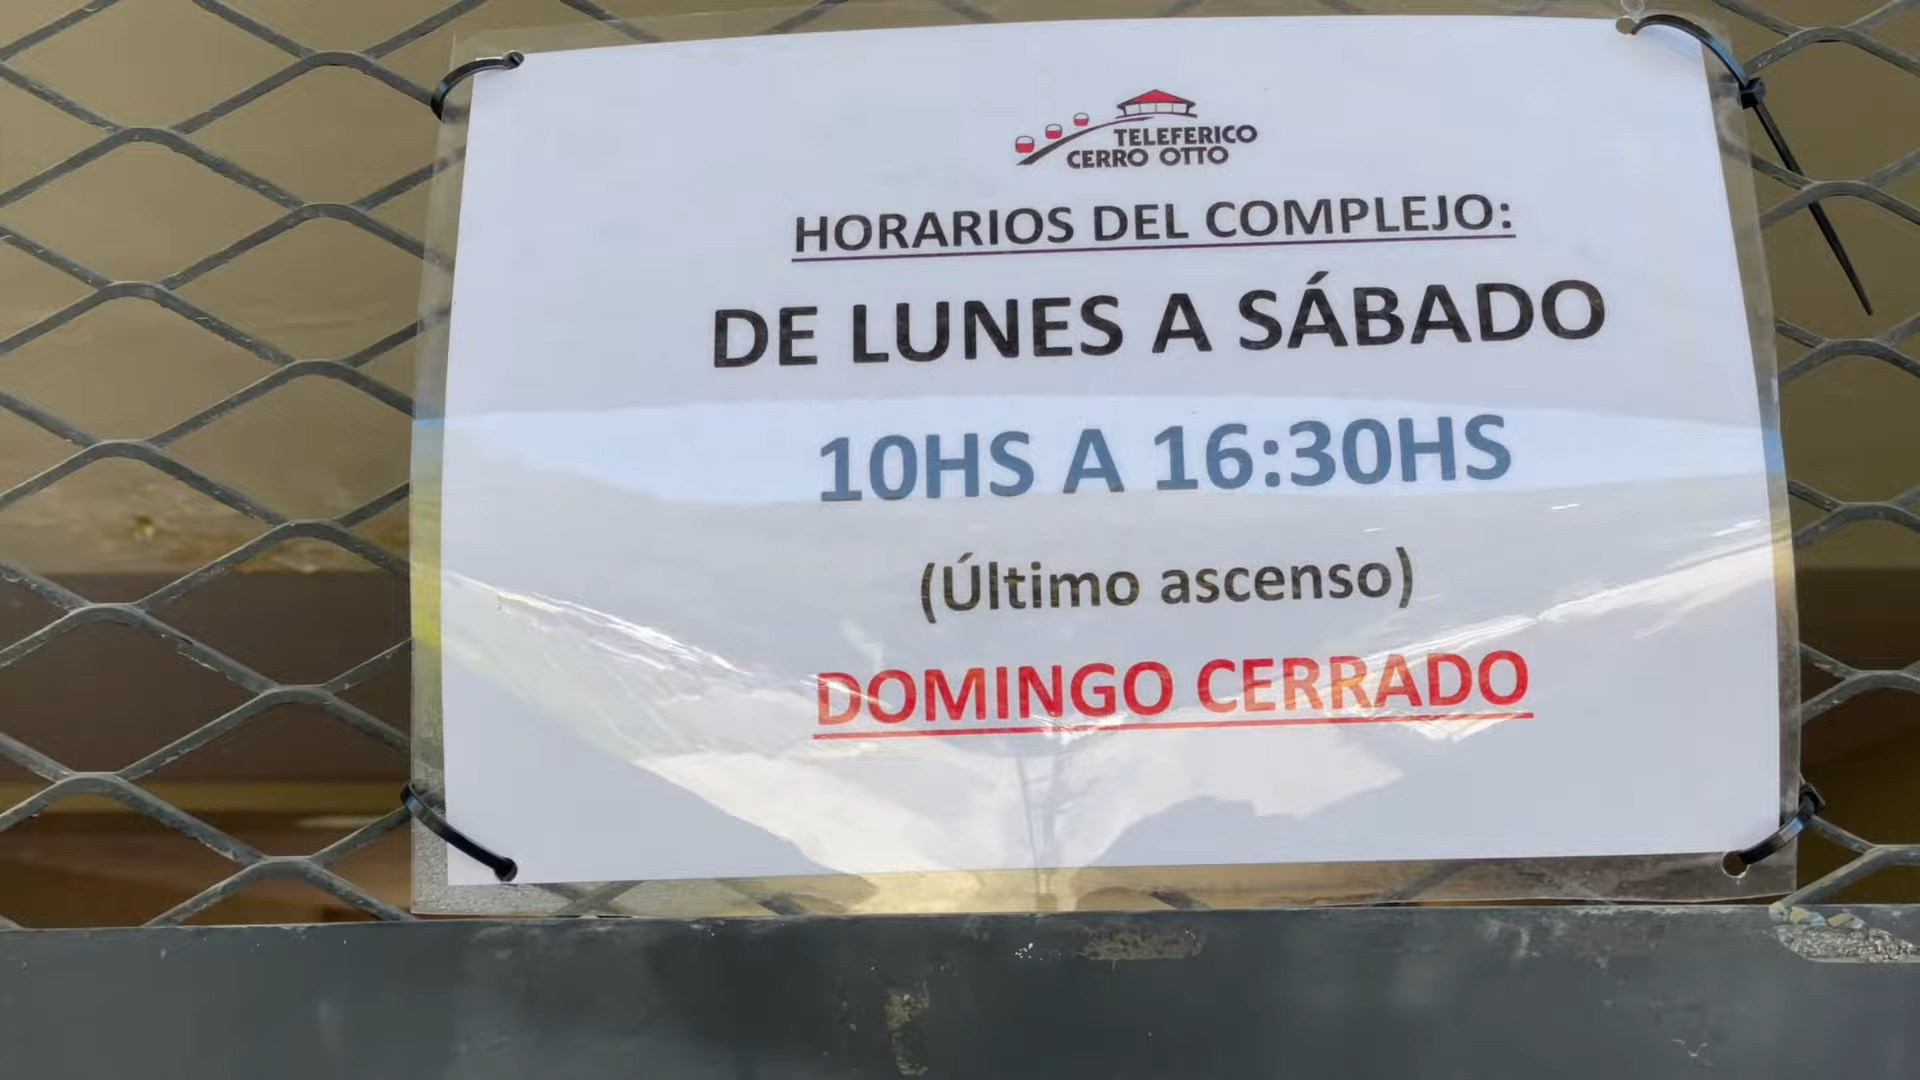 TELEFERICO
CERRO OTTO
HORARIOS DEL COMPLEJO:
DE LUNES A SÁBADO
10HS A 16:30HS
(Último ascenso)
DOMINGO CERRADO